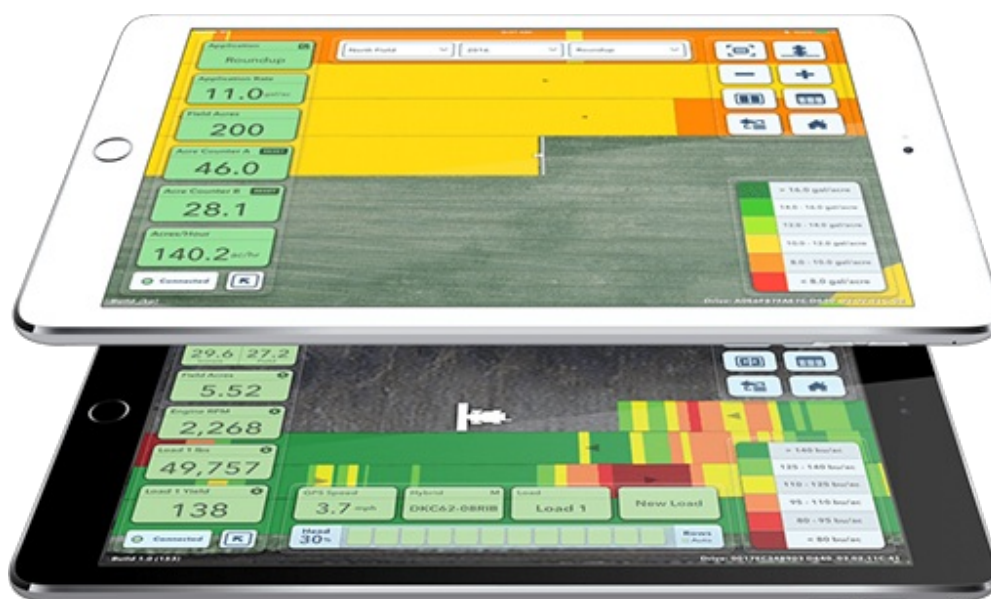 Application
Roundup
North Field
2016
Roundup
Application Rate
11.0 gal/ac
Field Acres
200
Acre Counter A RESET
46.0
Acre Counter B RESET
28.1
Acres/Hour
140.2 ac/hr
Connected
> 16.0 gal/acre
14.0 - 16.0 gal/acre
12.0 - 14.0 gal/acre
10.0 - 12.0 gal/acre
8.0 - 10.0 gal/acre
< 8.0 gal/acre
29.6 27.2
Field Acres
5.52
Engine RPM
2,268
Load 1 lbs
49,757
Load 1 Yield
138
GPS Speed
3.7 mph
Hybrid M
DKC62-08RIB
Load
Load 1
New Load
Head
30%
Rows
Auto
Connected
> 140 bu/ac
125 - 140 bu/ac
110 - 125 bu/ac
95 - 110 bu/ac
80 - 95 bu/ac
< 80 bu/ac
Build 1.0 (133)